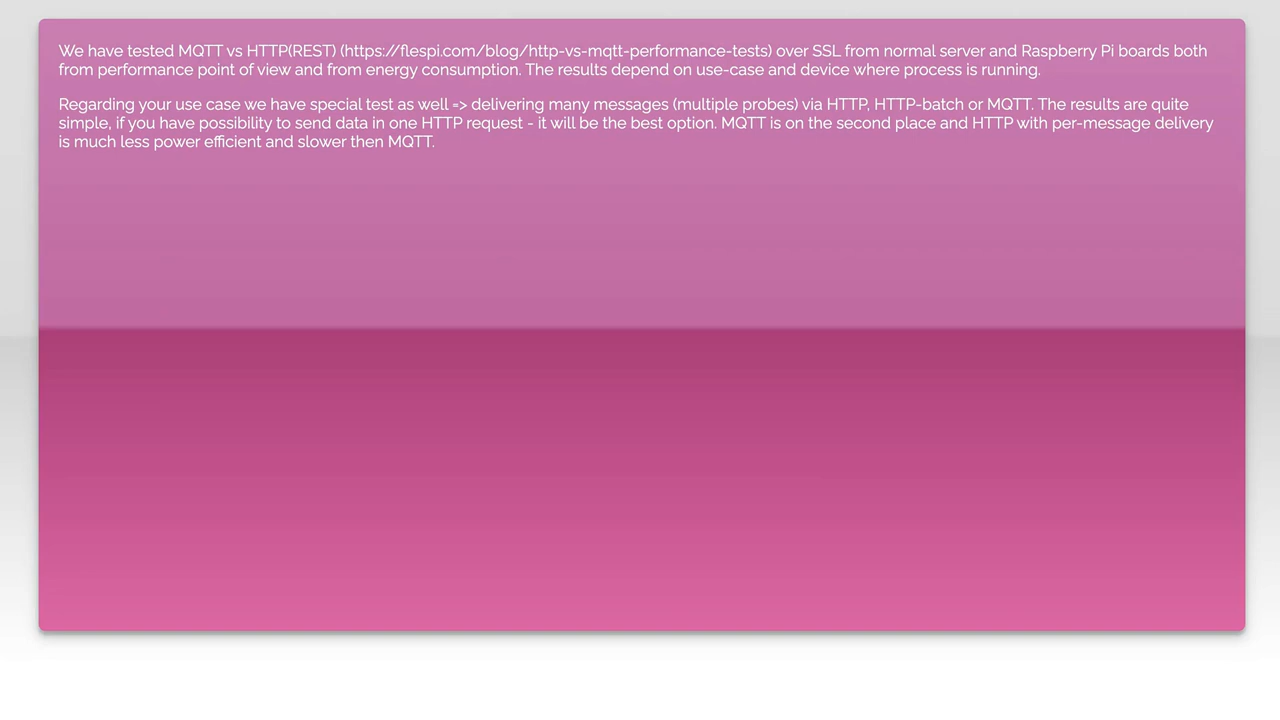 We have tested MQTT vs HTTP(REST) (https://flespi.com/blog/http-vs-mqtt-performance-tests) over SSL from normal server and Raspberry Pi boards both
from performance point of view and from energy consumption. The results depend on use-case and device where process is running.
Regarding your use case we have special test as well => delivering many messages (multiple probes) via HTTP, HTTP-batch or MQTT. The results are quite
simple, if you have possibility to send data in one HTTP request - it will be the best option. MQTT is on the second place and HTTP with per-message delivery
is much less power efficient and slower then MQTT.